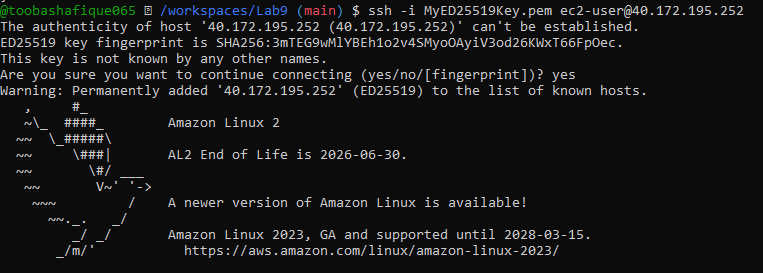 @toobashafique065 /workspaces/Lab9 (main) $ ssh -i MyED25519Key.pem ec2-user@40.172.195.252
The authenticity of host '40.172.195.252 (40.172.195.252)' can't be established.
ED25519 key fingerprint is SHA256:3mTEG9wMlYBEh1o2v4SMyoOAyiV3od26KWxT66FpOec.
This key is not known by any other names.
Are you sure you want to continue connecting (yes/no/[fingerprint])? yes
Warning: Permanently added '40.172.195.252' (ED25519) to the list of known hosts.
   ,     #_
   ~\_  ####_        Amazon Linux 2
  ~~  \_#####\
  ~~     \###|       AL2 End of Life is 2026-06-30.
  ~~       \#/ ___
   ~~       V~' '->
    ~~~         /    A newer version of Amazon Linux is available!
      ~~._.   _/
         _/ _/       Amazon Linux 2023, GA and supported until 2028-03-15.
       _/m/'           https://aws.amazon.com/linux/amazon-linux-2023/